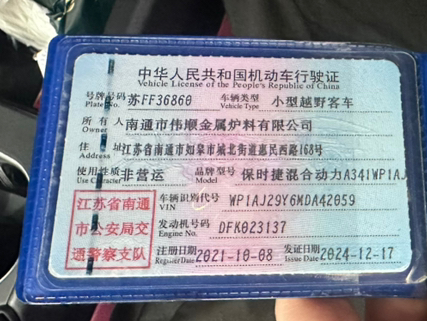 中华人民共和国机动车行驶证
Vehicle License of the People's Republic of China
号牌号码 苏FF36860 车辆类型 小型越野客车
Plate No. Vehicle Type
所有人 南通市伟顺金属炉料有限公司
Owner
住址 江苏省南通市如皋市城北街道惠民西路168号
Address
使用性质 非营运 品牌型号 保时捷混合动力A341WP1AJ
Use Character Model
江苏省南通 车辆识别代号 WP1AJ29Y6MDA42059
VIN
市公安局交 发动机号码 DFK023137
Engine No.
通警察支队 注册日期 2021-10-08 发证日期 2024-12-17
Register Date Issue Date